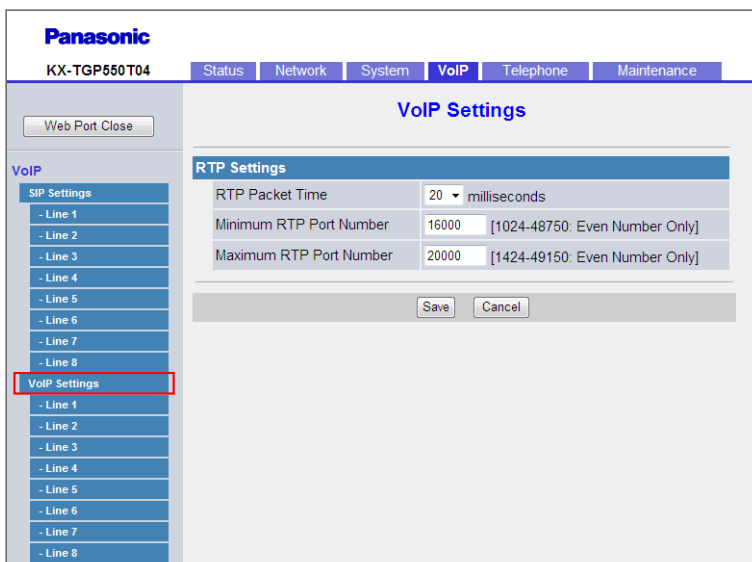 Panasonic
KX-TGP550T04
Status Network System VoIP Telephone Maintenance
Web Port Close
VoIP
SIP Settings
- Line 1
- Line 2
- Line 3
- Line 4
- Line 5
- Line 6
- Line 7
- Line 8
VoIP Settings
- Line 1
- Line 2
- Line 3
- Line 4
- Line 5
- Line 6
- Line 7
- Line 8
VoIP Settings
RTP Settings
RTP Packet Time 20 milliseconds
Minimum RTP Port Number 16000 [1024-48750: Even Number Only]
Maximum RTP Port Number 20000 [1424-49150: Even Number Only]
Save Cancel